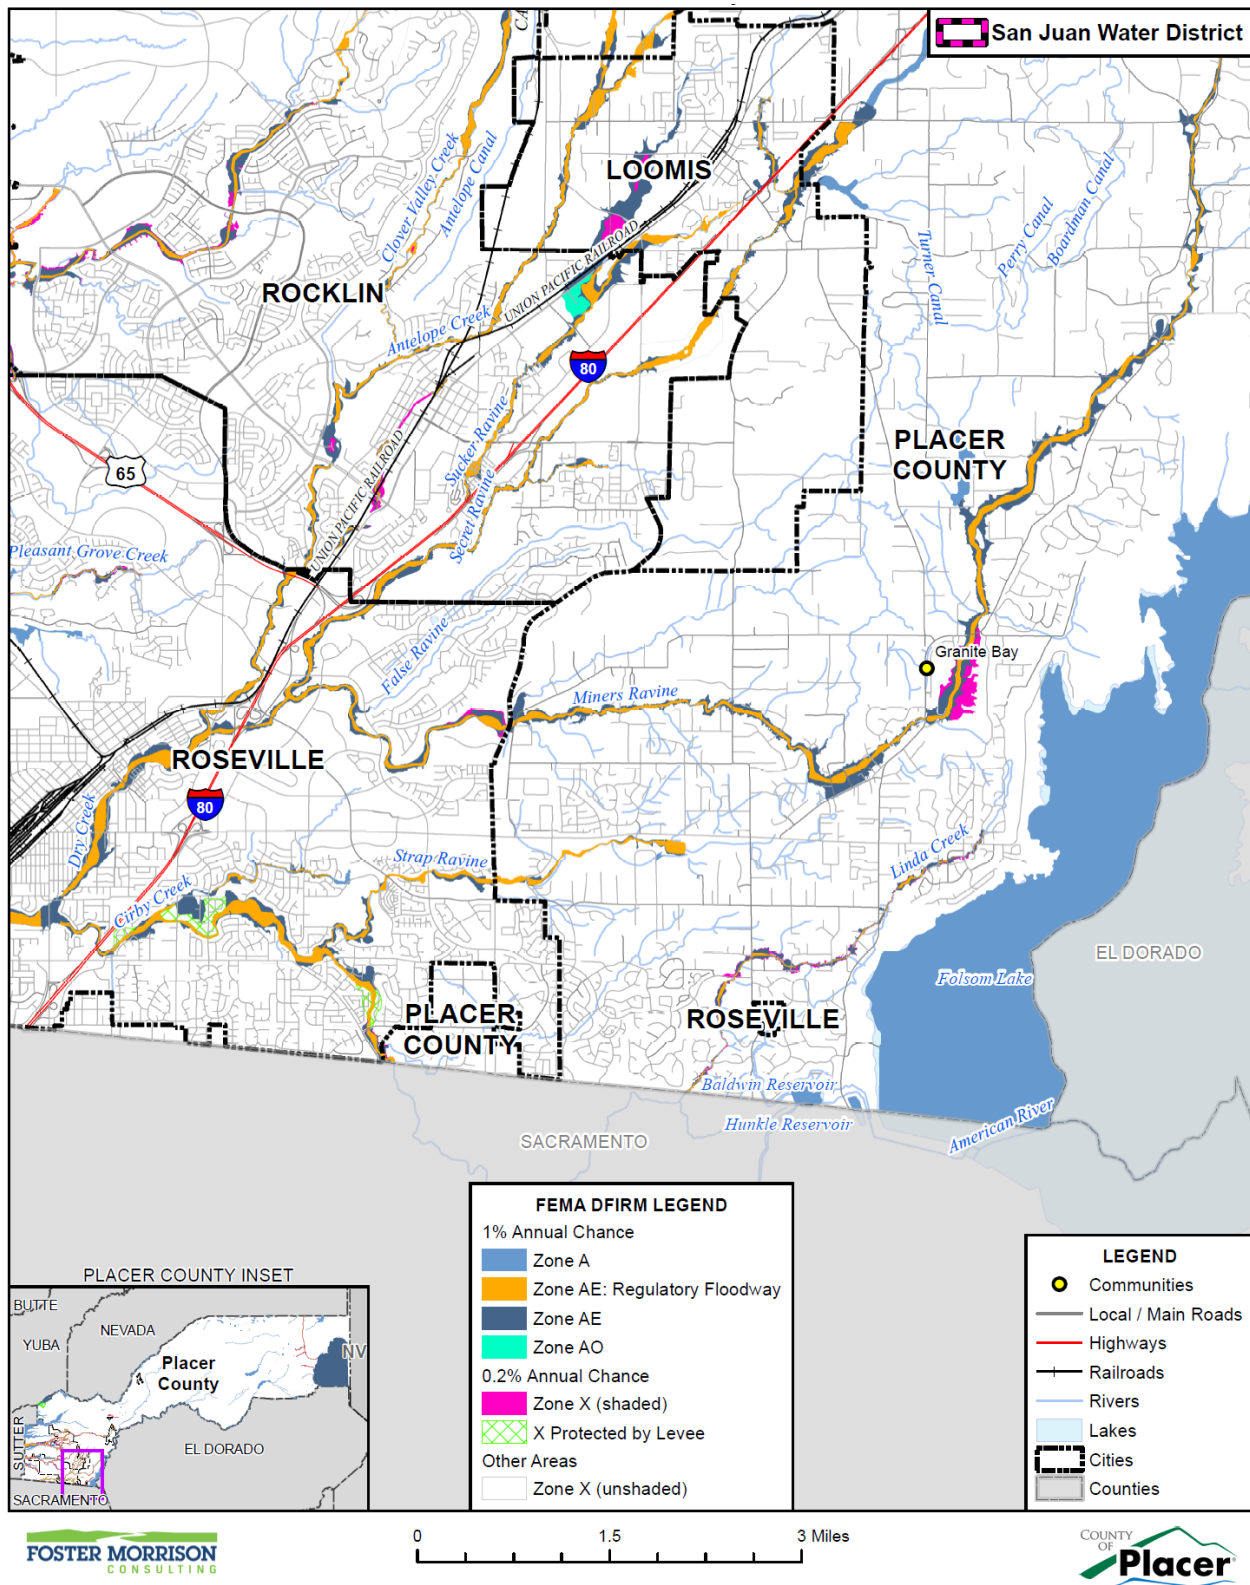 San Juan Water District
CA
LOOMIS
Clover Valley Creek
Antelope Canal
Perry Canal
Boardman Canal
Turner Canal
UNION PACIFIC RAILROAD
ROCKLIN
Antelope Creek
80
65
PLACER
COUNTY
Sucker Ravine
Secret Ravine
UNION PACIFIC RAILROAD
Pleasant Grove Creek
False Ravine
Granite Bay
Miners Ravine
ROSEVILLE
80
Dry Creek
Strap Ravine
Linda Creek
Cirby Creek
EL DORADO
Folsom Lake
PLACER
COUNTY
ROSEVILLE
Baldwin Reservoir
Hunkle Reservoir
American River
SACRAMENTO
FEMA DFIRM LEGEND
1% Annual Chance
Zone A
Zone AE: Regulatory Floodway
Zone AE
Zone AO
0.2% Annual Chance
Zone X (shaded)
X Protected by Levee
Other Areas
Zone X (unshaded)
LEGEND
Communities
Local / Main Roads
Highways
Railroads
Rivers
Lakes
Cities
Counties
PLACER COUNTY INSET
BUTTE
YUBA
NEVADA
NV
Placer
County
SUTTER
EL DORADO
SACRAMENTO
FOSTER MORRISON
CONSULTING
0 1.5 3 Miles
COUNTY
OF
Placer